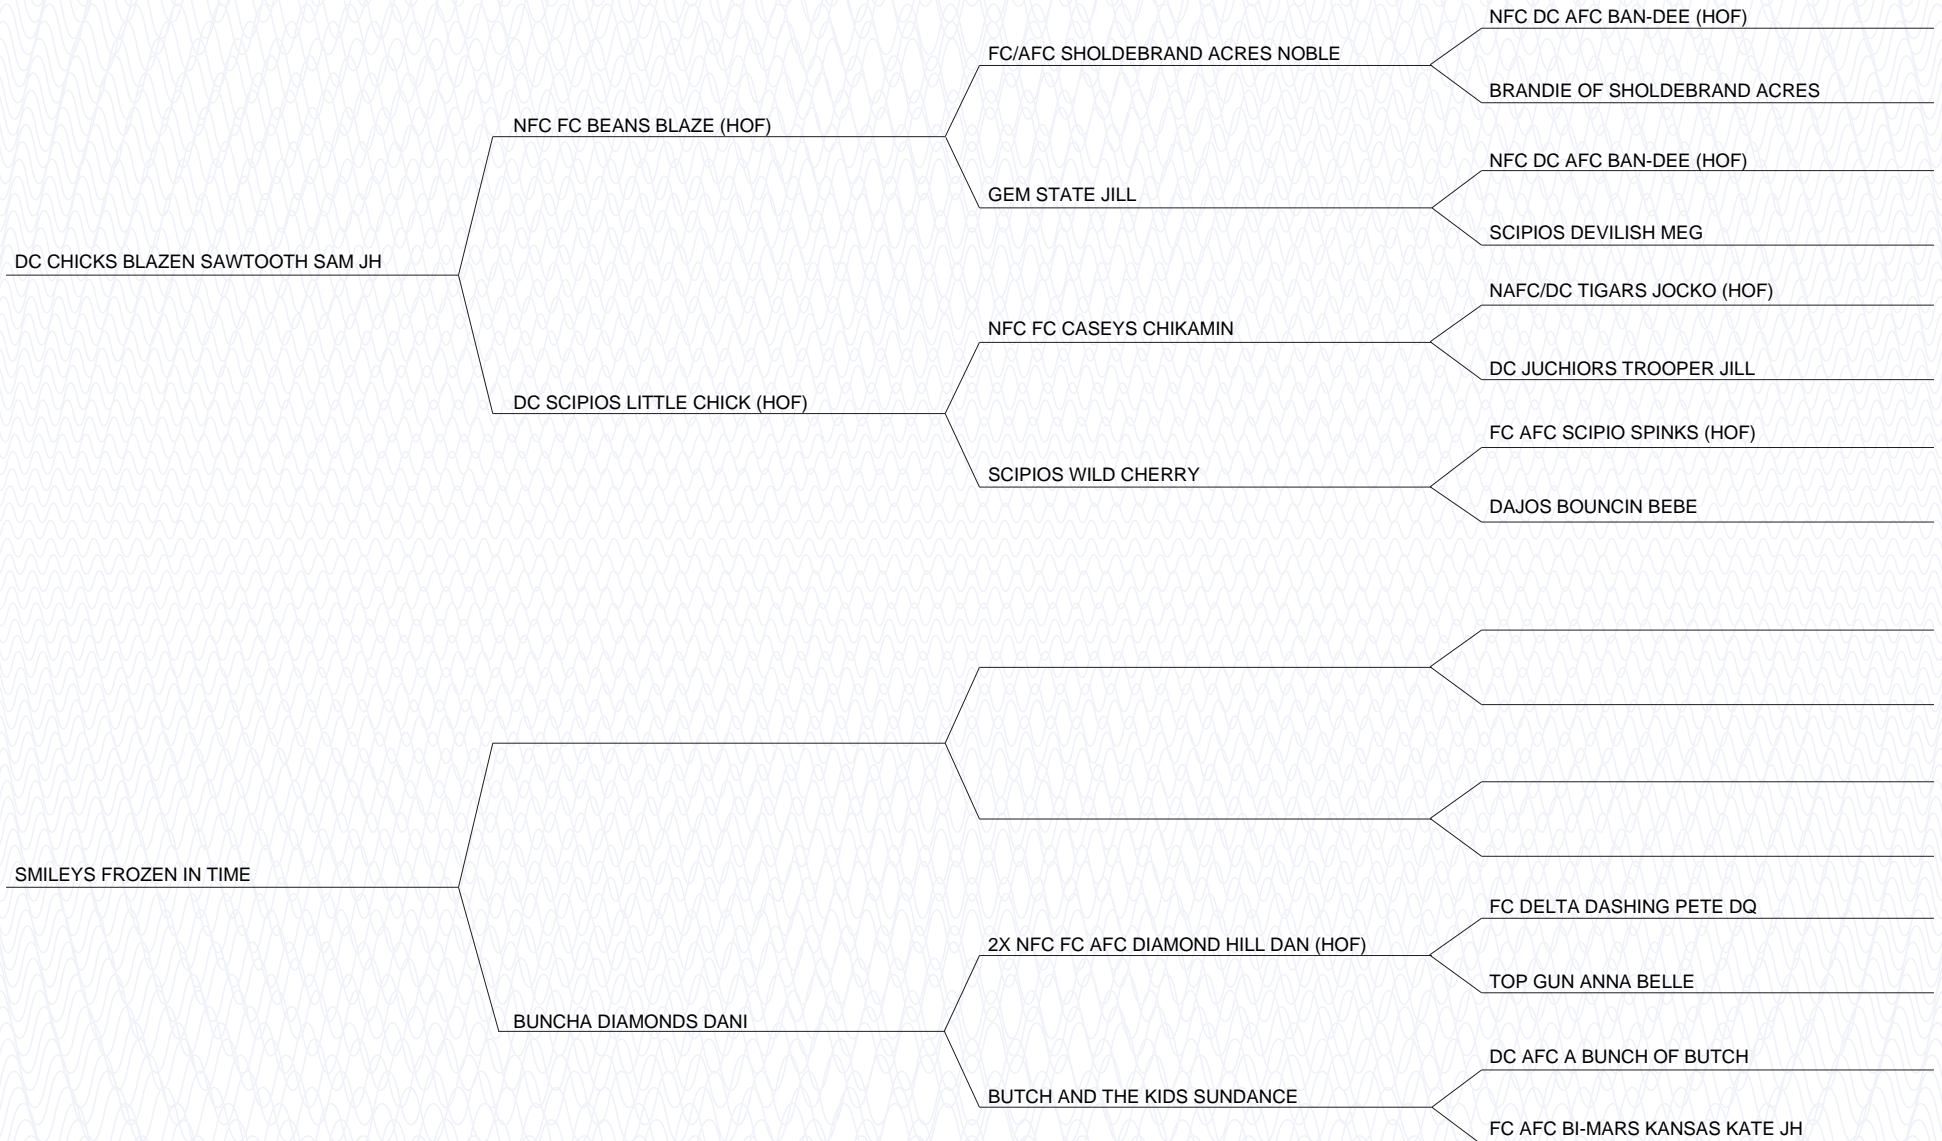 NFC DC AFC BAN-DEE (HOF)
FC/AFC SHOLDEBRAND ACRES NOBLE
BRANDIE OF SHOLDEBRAND ACRES
NFC FC BEANS BLAZE (HOF)
NFC DC AFC BAN-DEE (HOF)
GEM STATE JILL
SCIPIOS DEVILISH MEG
DC CHICKS BLAZEN SAWTOOTH SAM JH
NAFC/DC TIGARS JOCKO (HOF)
NFC FC CASEYS CHIKAMIN
DC JUCHIORS TROOPER JILL
DC SCIPIOS LITTLE CHICK (HOF)
FC AFC SCIPIO SPINKS (HOF)
SCIPIOS WILD CHERRY
DAJOS BOUNCIN BEBE
SMILEYS FROZEN IN TIME
FC DELTA DASHING PETE DQ
2X NFC FC AFC DIAMOND HILL DAN (HOF)
TOP GUN ANNA BELLE
BUNCHA DIAMONDS DANI
DC AFC A BUNCH OF BUTCH
BUTCH AND THE KIDS SUNDANCE
FC AFC BI-MARS KANSAS KATE JH